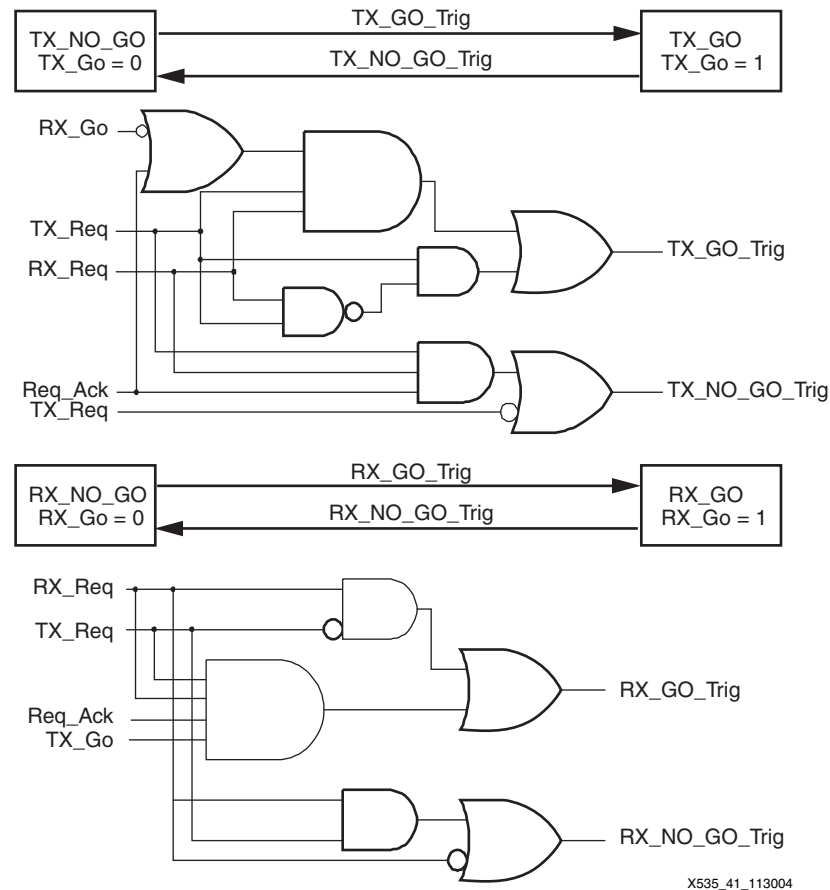 TX_GO_Trig
TX_NO_GO
TX_Go = 0
TX_NO_GO_Trig
TX_GO
TX_Go = 1
RX_Go
TX_Req
RX_Req
TX_GO_Trig
Req_Ack
TX_Req
TX_NO_GO_Trig
RX_GO_Trig
RX_NO_GO
RX_Go = 0
RX_NO_GO_Trig
RX_GO
RX_Go = 1
RX_Req
TX_Req
Req_Ack
TX_Go
RX_GO_Trig
RX_NO_GO_Trig
X535_41_113004